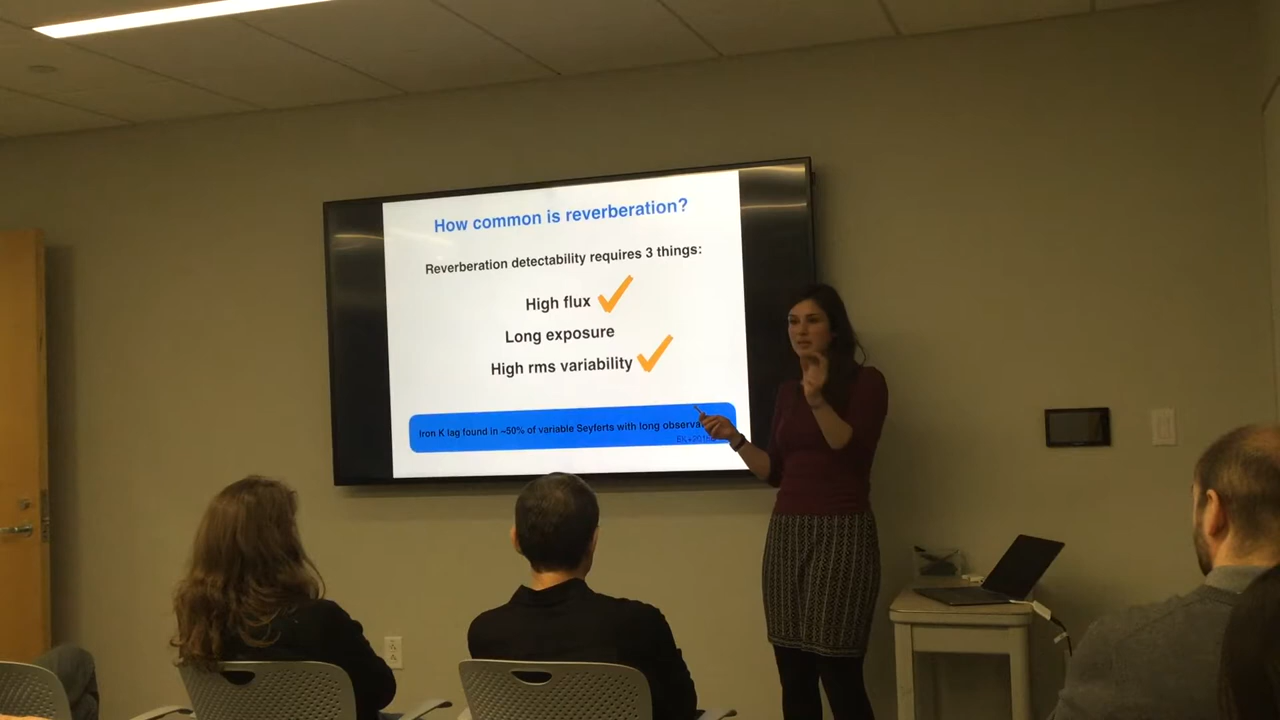 How common is reverberation?
Reverberation detectability requires 3 things:
High flux
Long exposure
High rms variability
Iron K lag found in ~50% of variable Seyferts with long